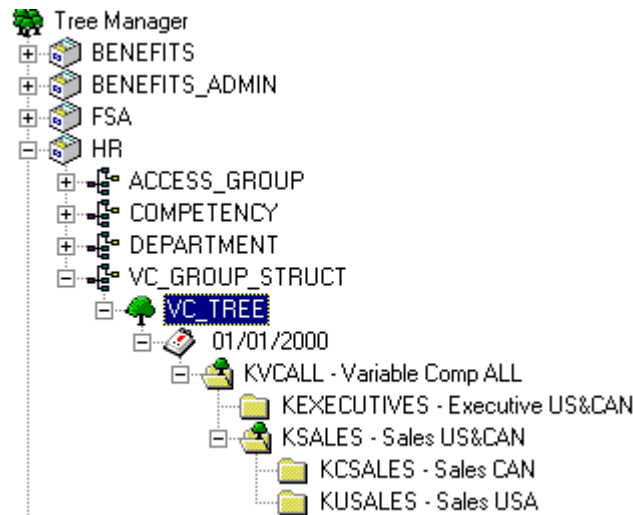 Tree Manager
BENEFITS
BENEFITS_ADMIN
FSA
HR
ACCESS_GROUP
COMPETENCY
DEPARTMENT
VC_GROUP_STRUCT
VC_TREE
01/01/2000
KVCALL - Variable Comp ALL
KEXECUTIVES - Executive US&CAN
KSALES - Sales US&CAN
KCSALES - Sales CAN
KUSALES - Sales USA